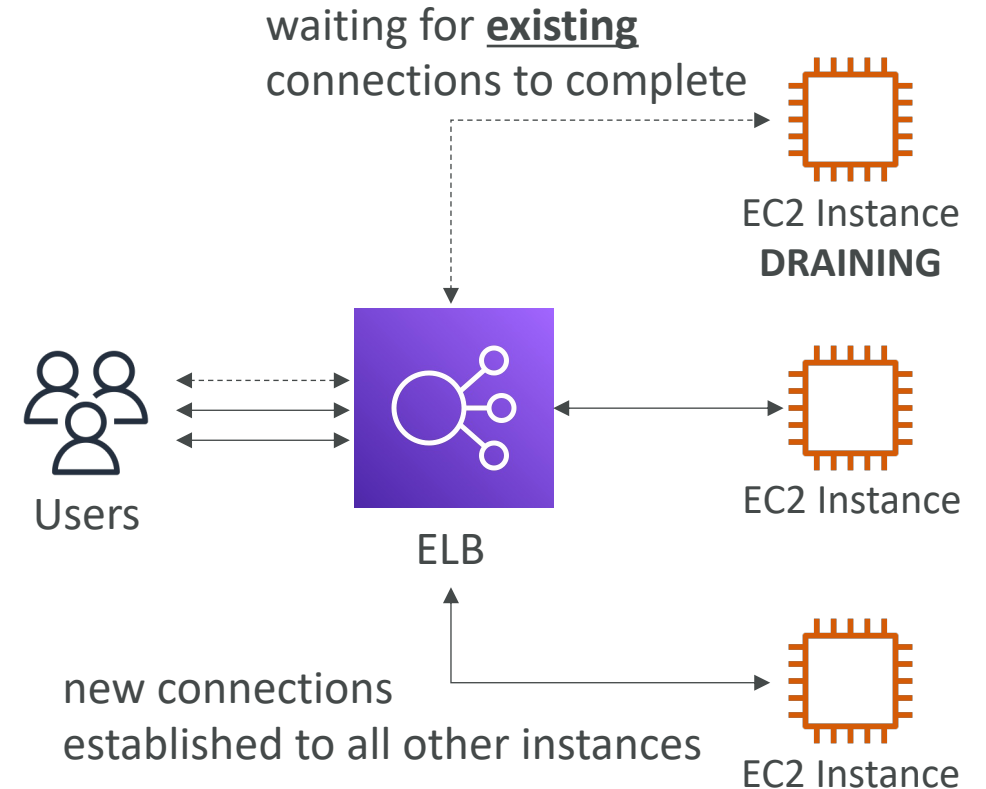 waiting for existing
connections to complete
EC2 Instance
DRAINING
Users
ELB
EC2 Instance
new connections
established to all other instances
EC2 Instance